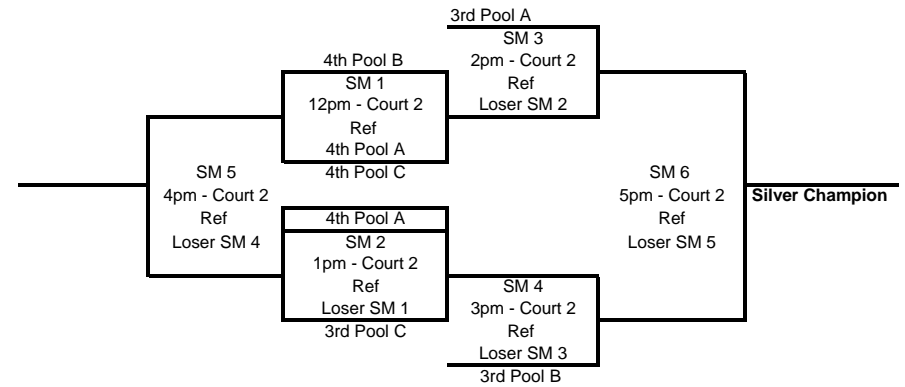 3rd Pool A
SM 3
2pm - Court 2
Ref
Loser SM 2
4th Pool B
SM 1
12pm - Court 2
Ref
4th Pool A
4th Pool C
SM 5
4pm - Court 2
Ref
Loser SM 4
SM 6
5pm - Court 2
Ref
Loser SM 5
Silver Champion
4th Pool A
SM 2
1pm - Court 2
Ref
Loser SM 1
3rd Pool C
SM 4
3pm - Court 2
Ref
Loser SM 3
3rd Pool B